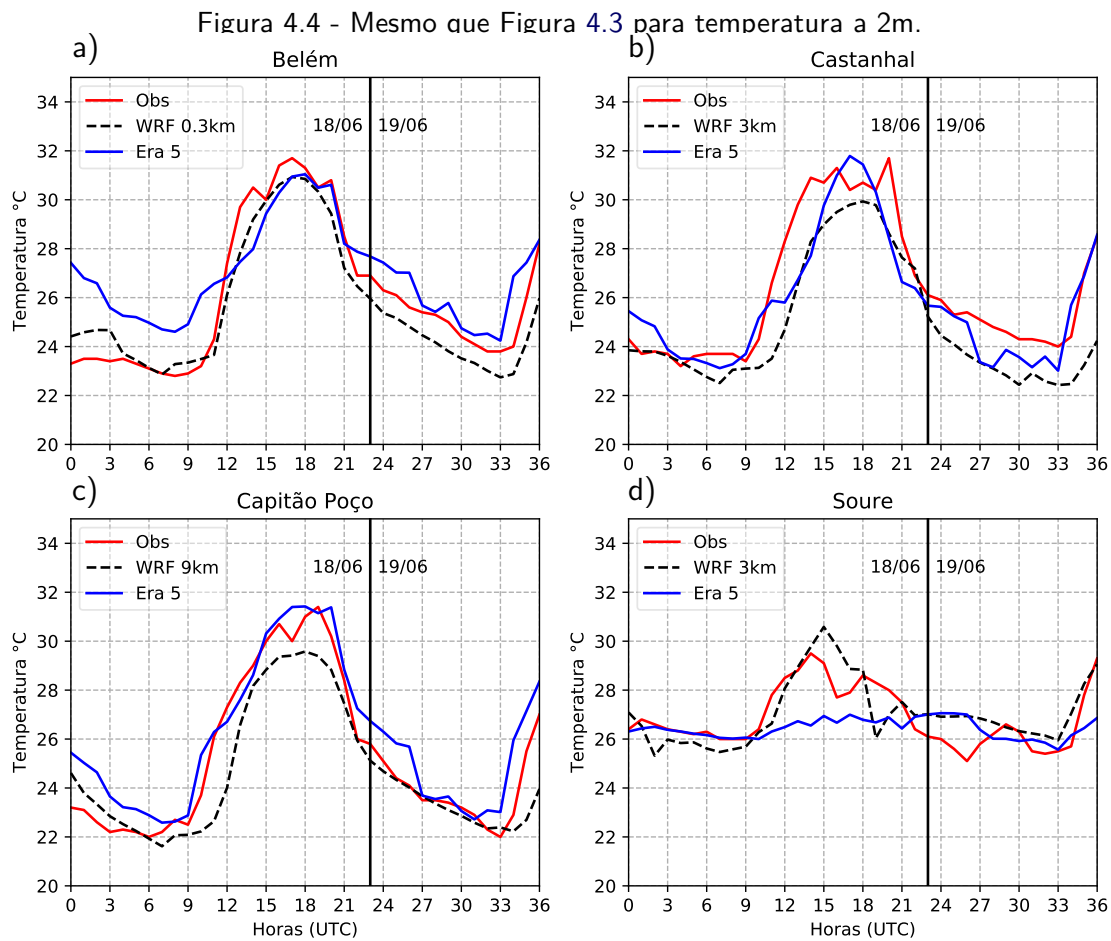 Figura 4.4 - Mesmo que Figura 4.3 para temperatura a 2m.
a)
Belém
Temperatura °C
34
32
30
28
26
24
22
20
Obs
WRF 0.3km
Era 5
18/06 19/06
0 3 6 9 12 15 18 21 24 27 30 33 36
b)
Castanhal
Temperatura °C
34
32
30
28
26
24
22
20
Obs
WRF 3km
Era 5
18/06 19/06
0 3 6 9 12 15 18 21 24 27 30 33 36
c)
Capitão Poço
Temperatura °C
34
32
30
28
26
24
22
20
Obs
WRF 9km
Era 5
18/06 19/06
0 3 6 9 12 15 18 21 24 27 30 33 36
Horas (UTC)
d)
Soure
Temperatura °C
34
32
30
28
26
24
22
20
Obs
WRF 3km
Era 5
18/06 19/06
0 3 6 9 12 15 18 21 24 27 30 33 36
Horas (UTC)